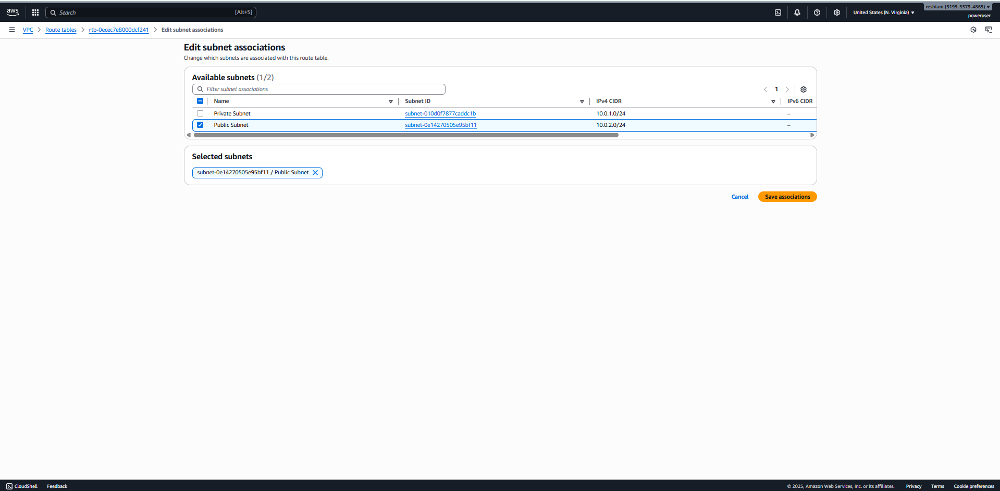 aws
Search [Alt+S]
United States (N. Virginia)
reshiam (5199-5579-4865)
poweruser
VPC Route tables rtb-0ecec7e8000dcf241 Edit subnet associations
Edit subnet associations
Change which subnets are associated with this route table.
Available subnets (1/2)
Filter subnet associations
1
Name Subnet ID IPv4 CIDR IPv6 CIDR
Private Subnet subnet-010d0f7877caddc1b 10.0.1.0/24 –
Public Subnet subnet-0e14270505e95bf11 10.0.2.0/24 –
Selected subnets
subnet-0e14270505e95bf11 / Public Subnet
Cancel Save associations
CloudShell Feedback © 2025, Amazon Web Services, Inc. or its affiliates. Privacy Terms Cookie preferences